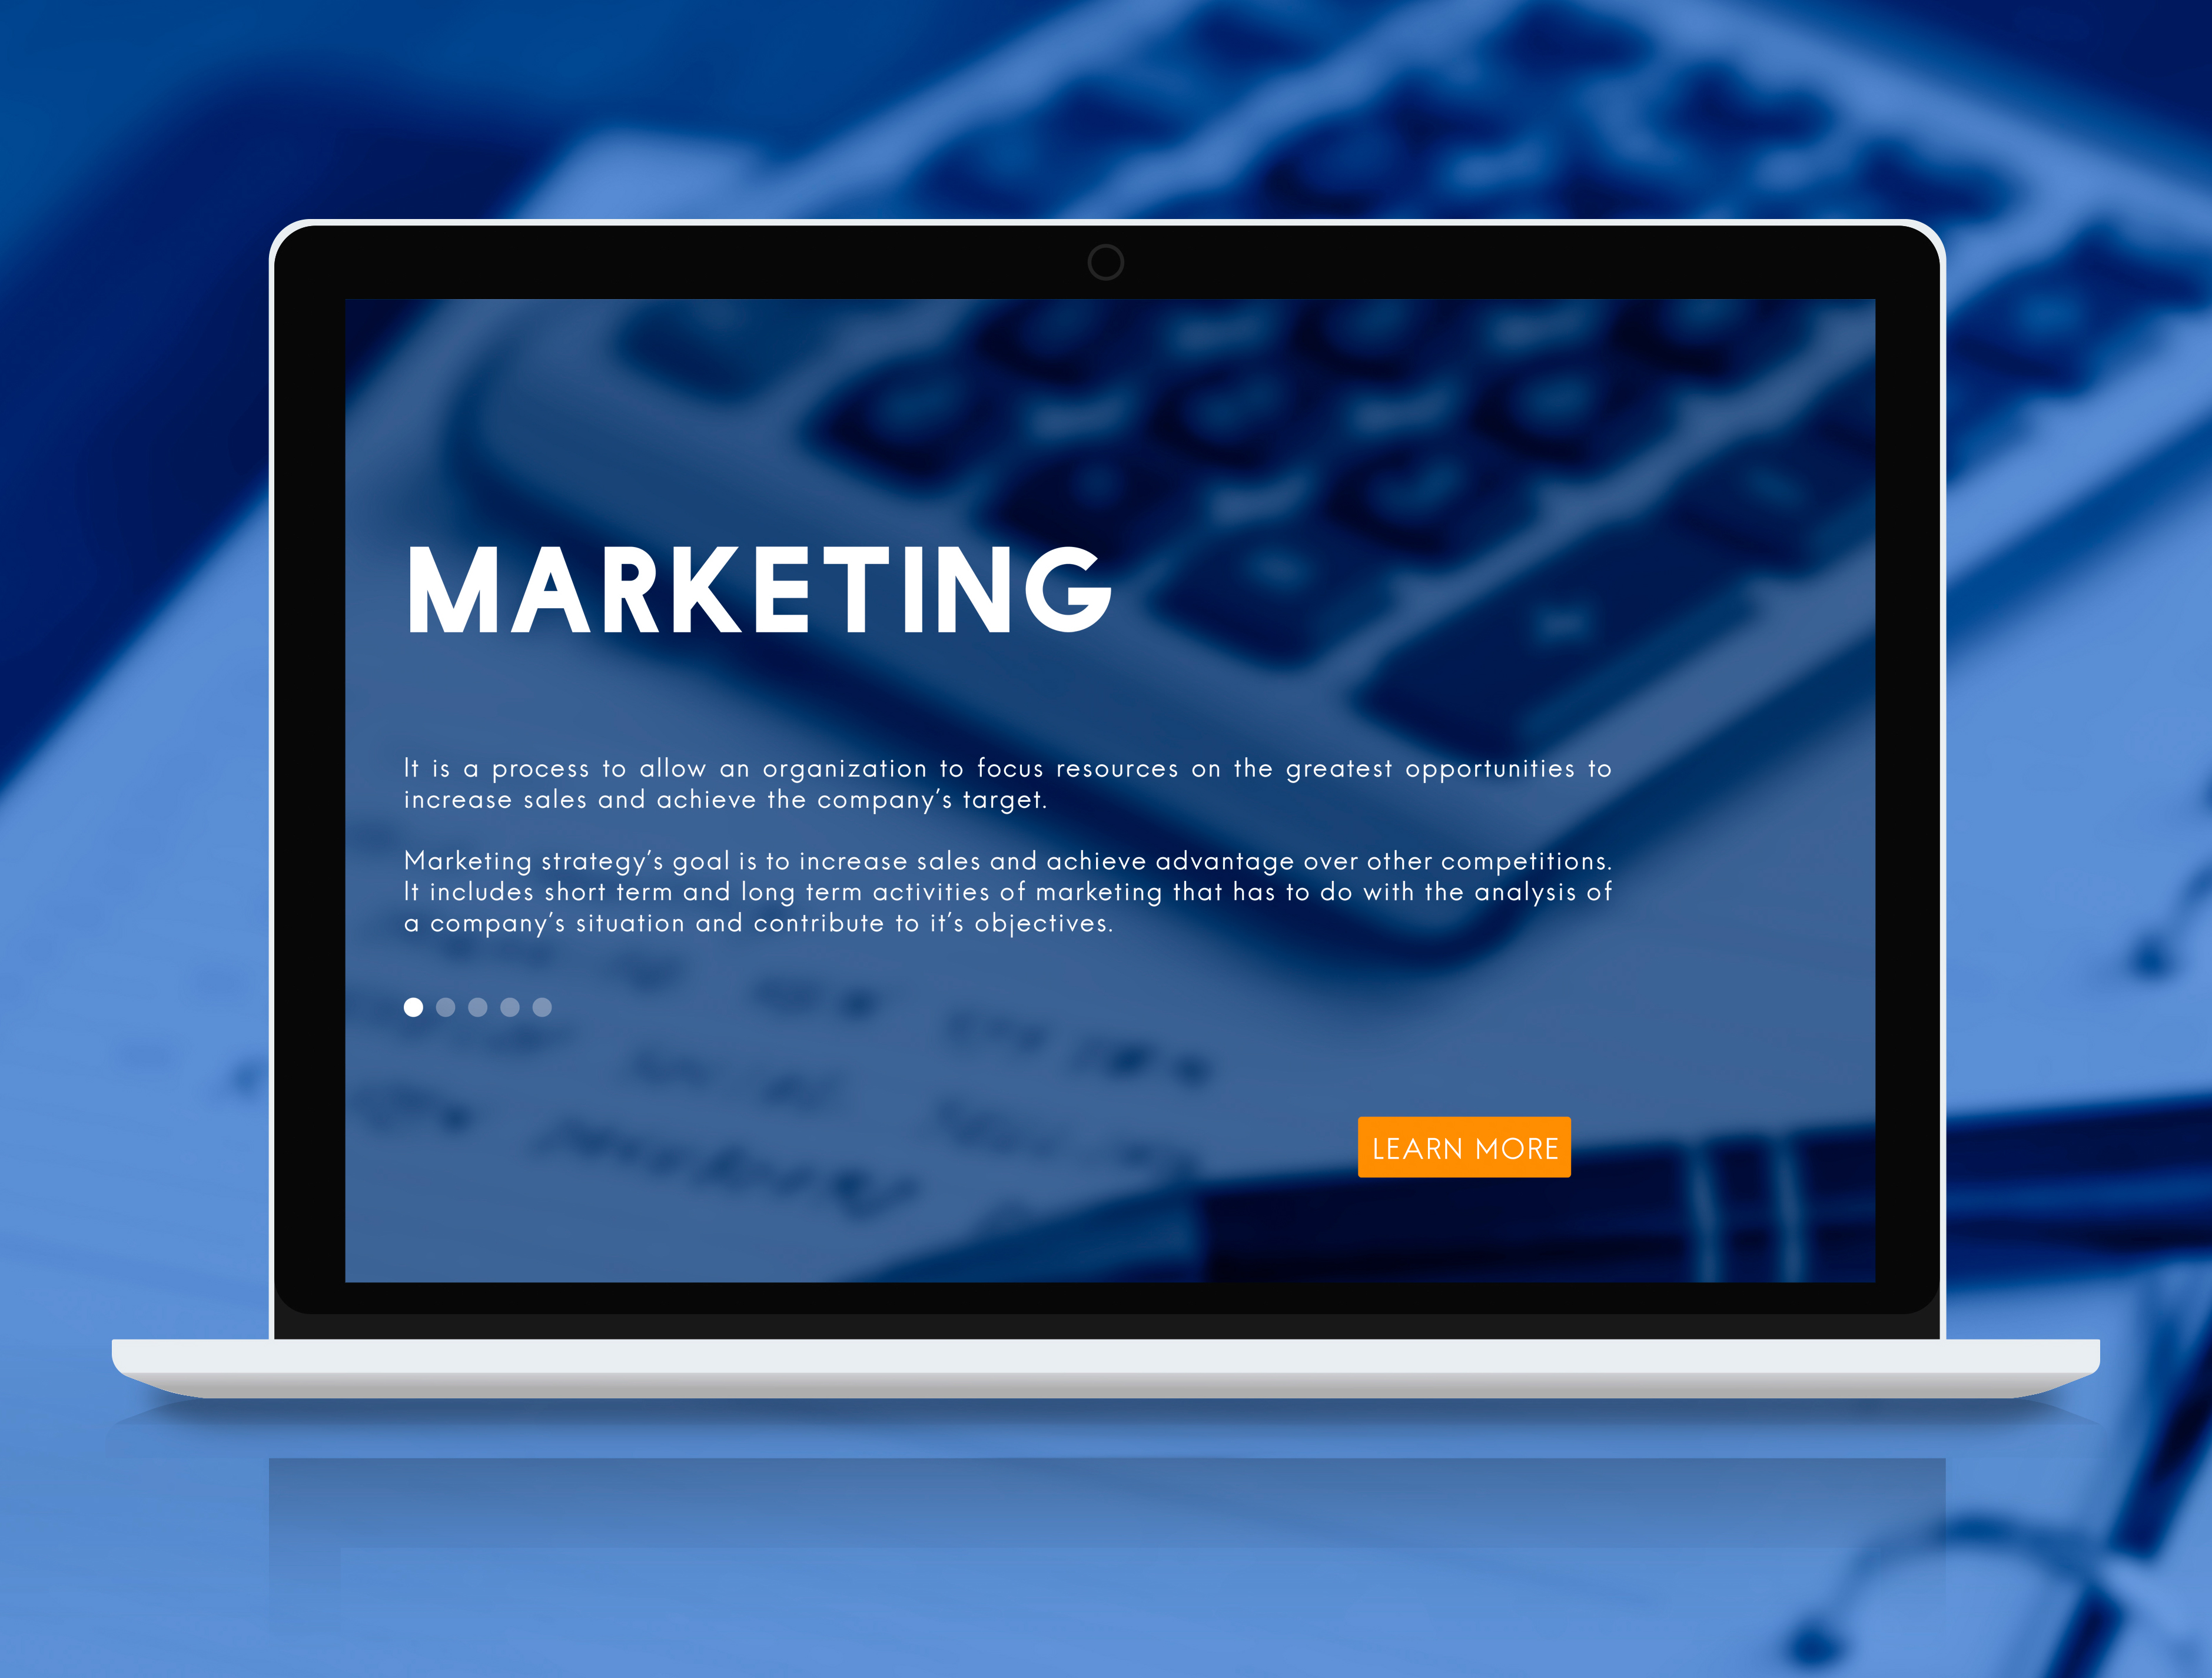 MARKETING
It is a process to allow an organization to focus resources on the greatest opportunities to
increase sales and achieve the company’s target.
Marketing strategy’s goal is to increase sales and achieve advantage over other competitions.
It includes short term and long term activities of marketing that has to do with the analysis of
a company’s situation and contribute to it’s objectives.
LEARN MORE